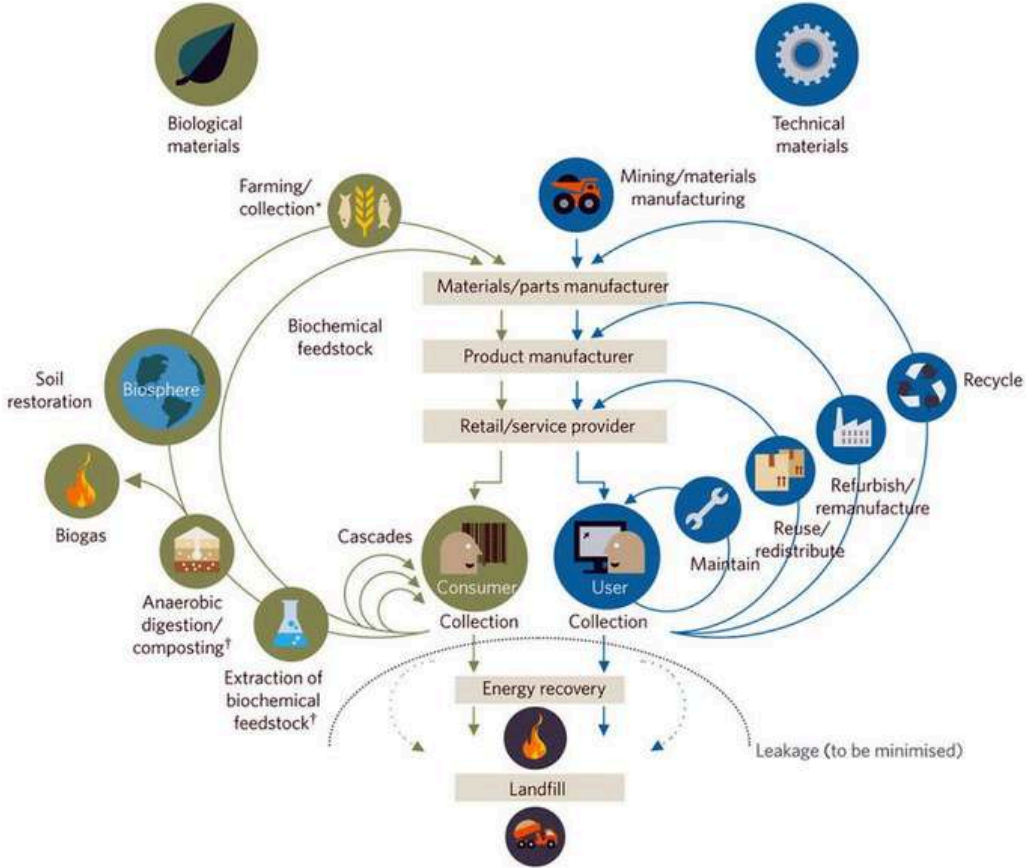 Biological
materials
Technical
materials
Farming/
collection*
Mining/materials
manufacturing
Materials/parts manufacturer
Biochemical
feedstock
Product manufacturer
Soil
restoration
Biosphere
Recycle
Retail/service provider
Refurbish/
remanufacture
Biogas
Cascades
Reuse/
redistribute
Maintain
Consumer
User
Anaerobic
digestion/
composting†
Collection
Collection
Extraction of
biochemical
feedstock†
Energy recovery
Leakage (to be minimised)
Landfill